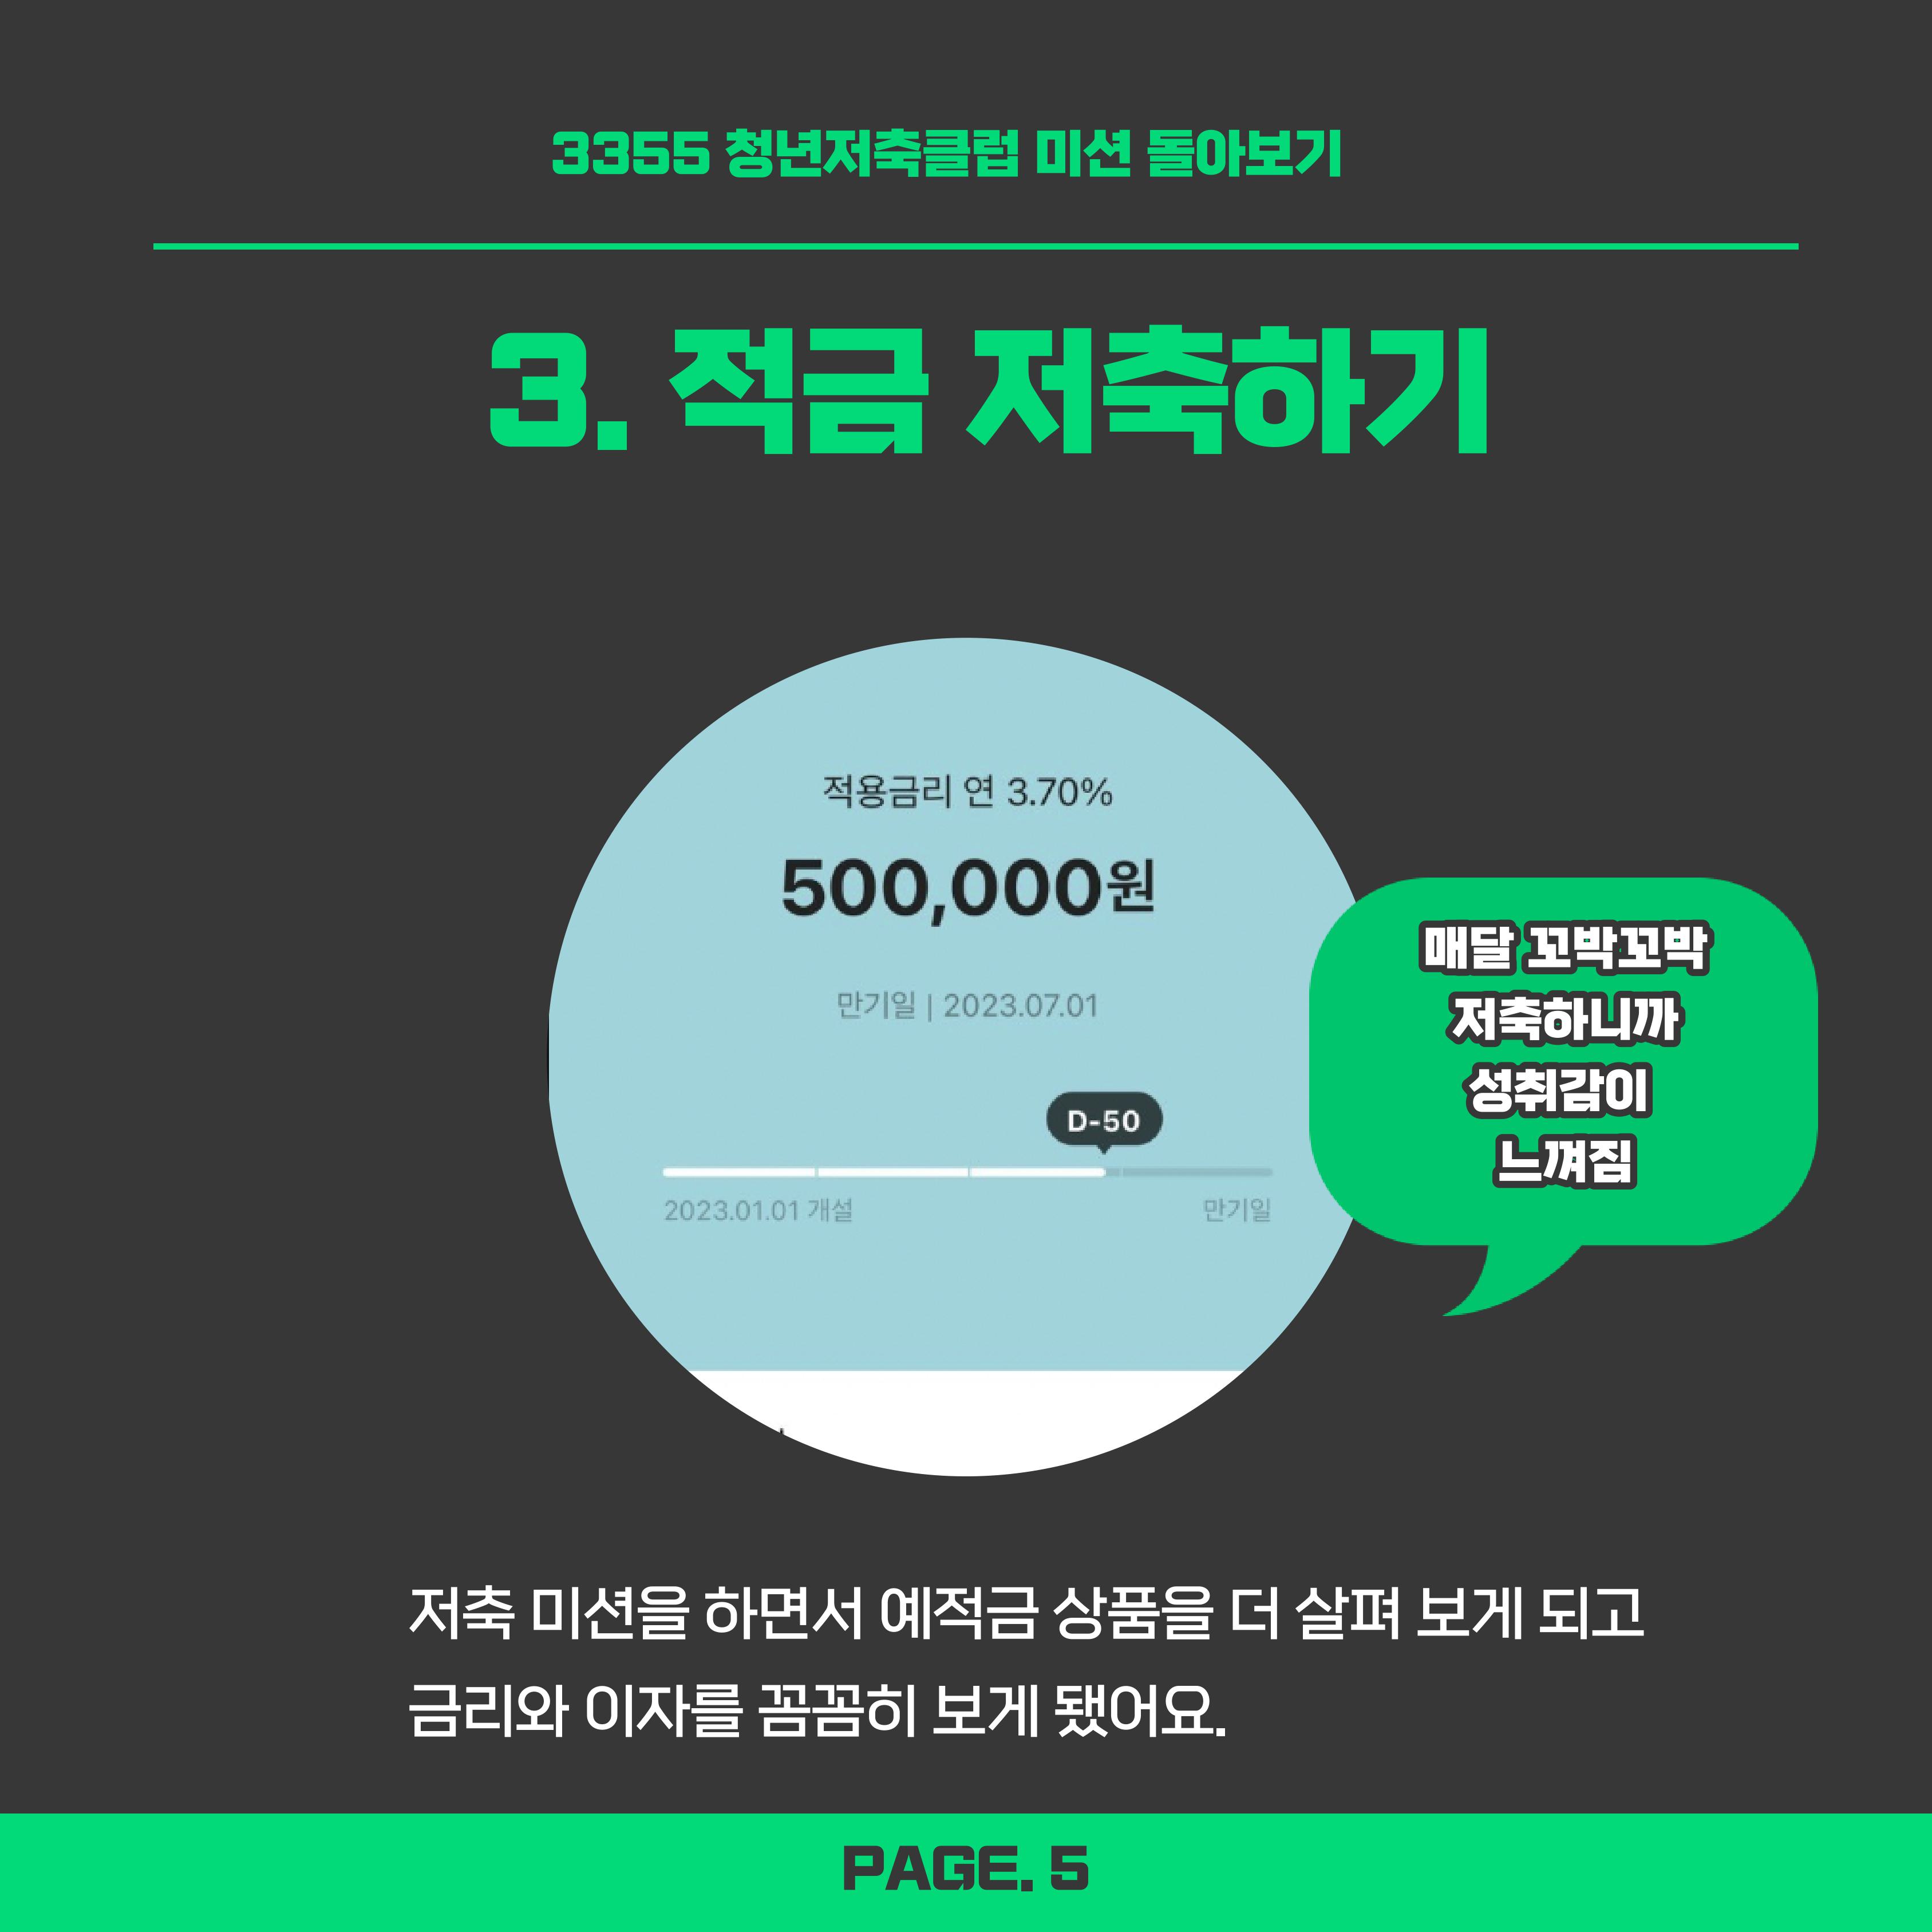 3355 청년저축클럽 미션 톺아보기
3. 적금 저축하기
적용금리 연 3.70%
500,000원
만기일 | 2023.07.01
D-50
2023.01.01 개설
만기일
매달 꼬박꼬박
저축하니까
성취감이
느껴짐
저축 미션을 하면서 예적금 상품을 더 살펴 보게 되고
금리와 이자를 꼼꼼히 보게 됐어요.
PAGE. 5